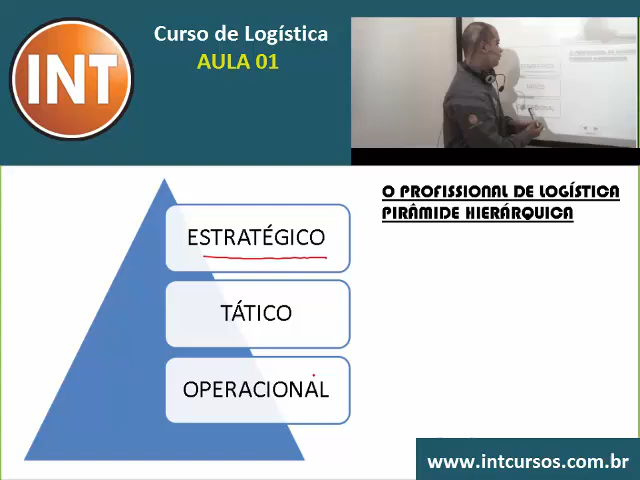 INT
Curso de Logística
AULA 01
O PROFISSIONAL DE LOGÍSTICA
PIRÂMIDE HIERÁRQUICA
ESTRATÉGICO
TÁTICO
OPERACIONAL
www.intcursos.com.br